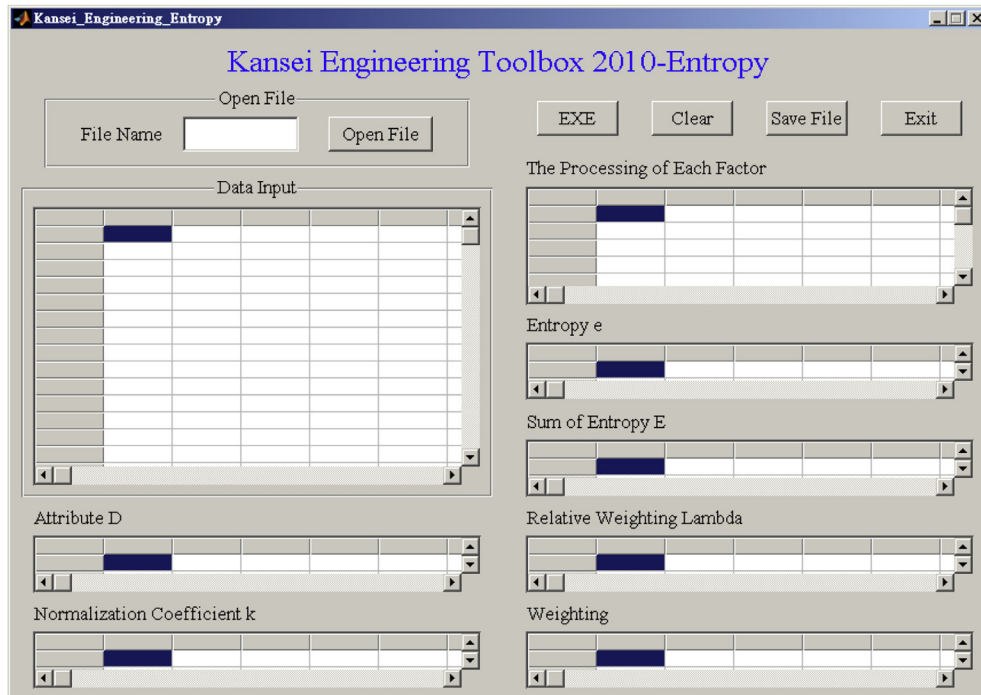 Kansei_Engineering_Entropy
Kansei Engineering Toolbox 2010-Entropy
Open File
File Name
Open File
EXE
Clear
Save File
Exit
Data Input
The Processing of Each Factor
Entropy e
Sum of Entropy E
Attribute D
Relative Weighting Lambda
Normalization Coefficient k
Weighting